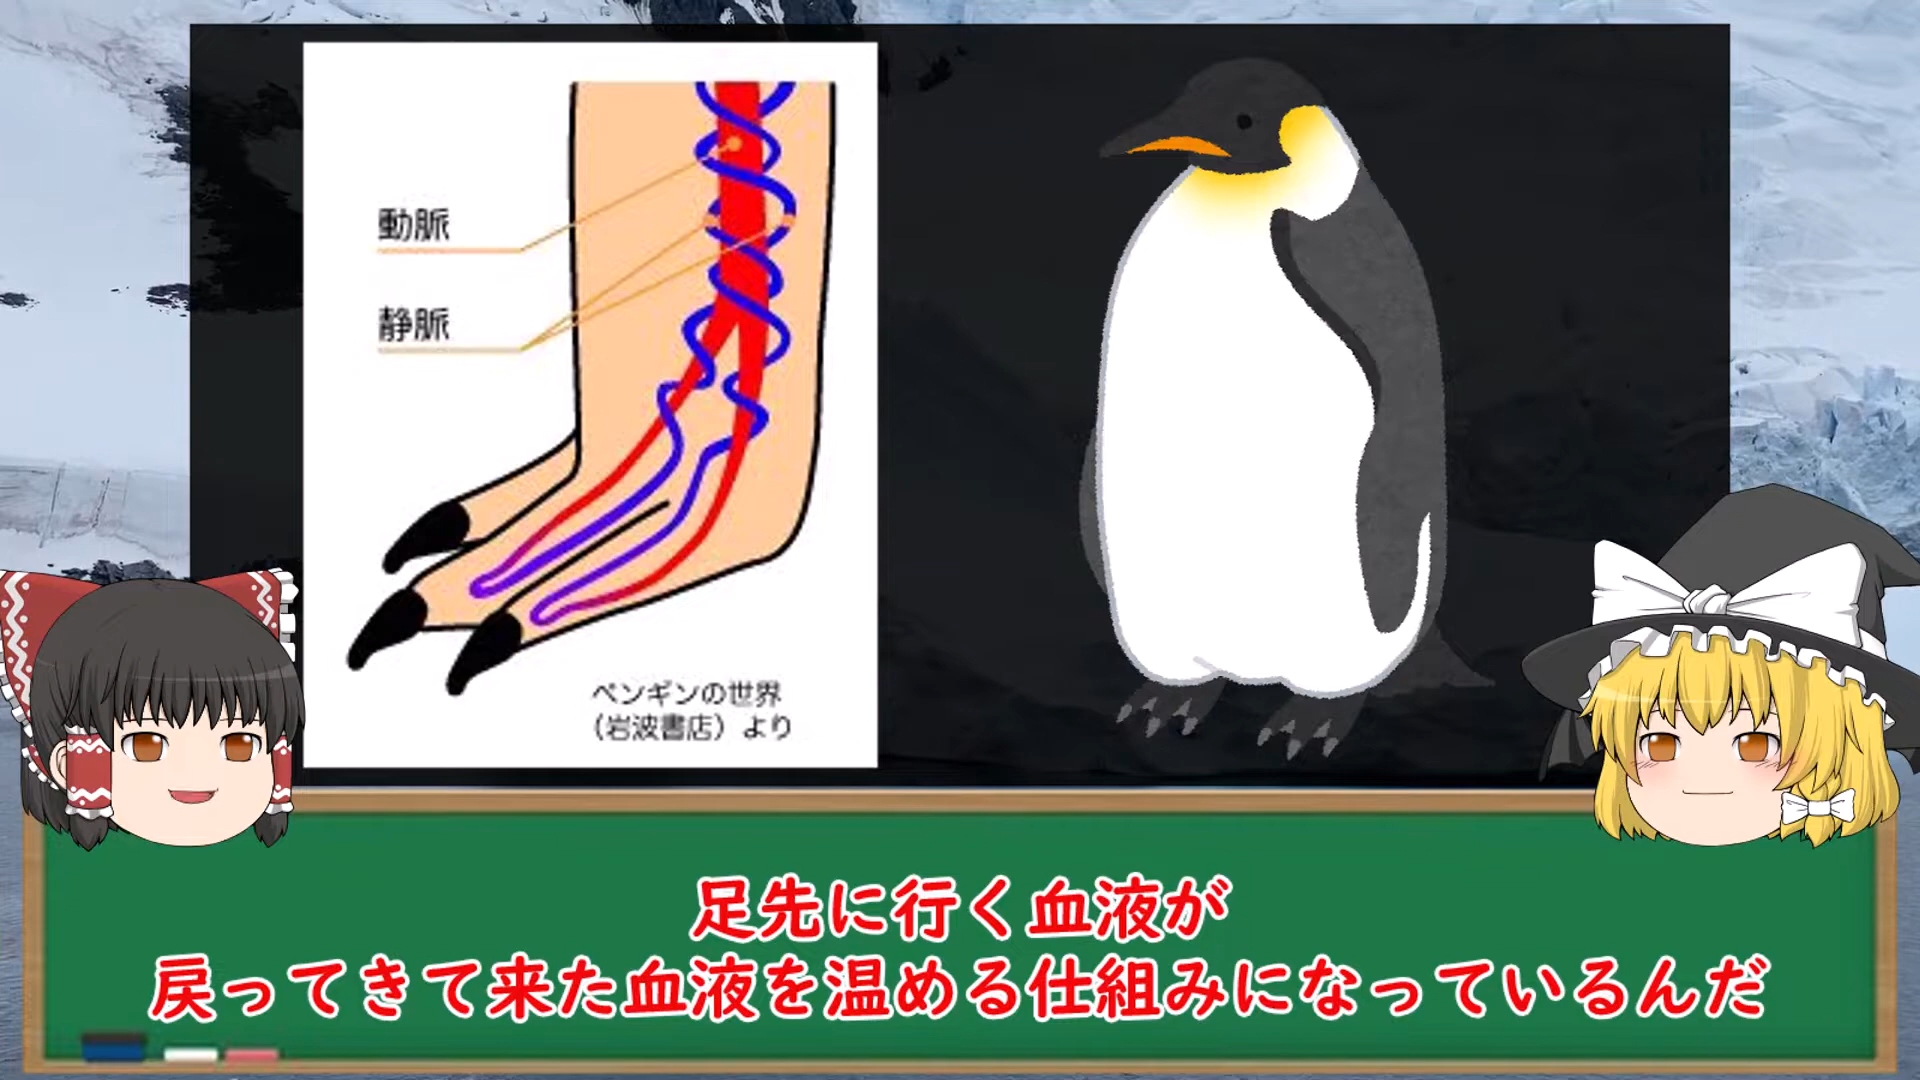 動脈
静脈
ペンギンの世界
（岩波書店）より
足先に行く血液が
戻ってきて来た血液を温める仕組みになっているんだ